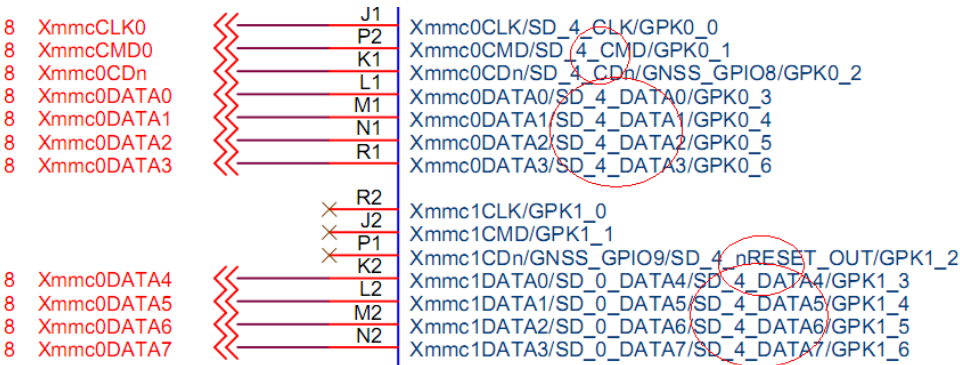 8 XmmcCLK0 J1 Xmmc0CLK/SD_4_CLK/GPK0_0
8 XmmcCMD0 P2 Xmmc0CMD/SD_4_CMD/GPK0_1
8 Xmmc0CDn K1 Xmmc0CDn/SD_4_CDn/GNSS_GPIO8/GPK0_2
8 Xmmc0DATA0 L1 Xmmc0DATA0/SD_4_DATA0/GPK0_3
8 Xmmc0DATA1 M1 Xmmc0DATA1/SD_4_DATA1/GPK0_4
8 Xmmc0DATA2 N1 Xmmc0DATA2/SD_4_DATA2/GPK0_5
8 Xmmc0DATA3 R1 Xmmc0DATA3/SD_4_DATA3/GPK0_6
R2 Xmmc1CLK/GPK1_0
J2 Xmmc1CMD/GPK1_1
P1 Xmmc1CDn/GNSS_GPIO9/SD_4_nRESET_OUT/GPK1_2
8 Xmmc0DATA4 K2 Xmmc1DATA0/SD_0_DATA4/SD_4_DATA4/GPK1_3
8 Xmmc0DATA5 L2 Xmmc1DATA1/SD_0_DATA5/SD_4_DATA5/GPK1_4
8 Xmmc0DATA6 M2 Xmmc1DATA2/SD_0_DATA6/SD_4_DATA6/GPK1_5
8 Xmmc0DATA7 N2 Xmmc1DATA3/SD_0_DATA7/SD_4_DATA7/GPK1_6